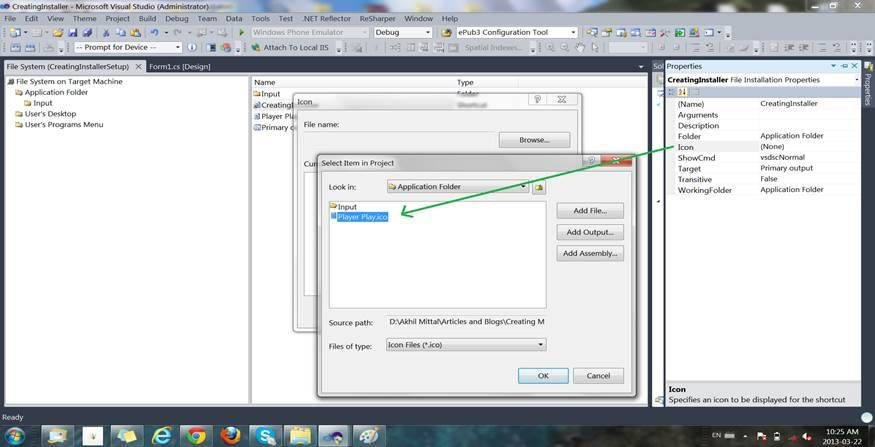 CreatingInstaller - Microsoft Visual Studio (Administrator)
File Edit View Project Build Debug Team Data Tools Test .NET Reflector ReSharper Window Help
Windows Phone Emulator Debug ePub3 Configuration Tool
-- Prompt for Device -- Attach To Local IIS Spatial Indexes...
File System (CreatingInstallerSetup) Form1.cs [Design] Sol Properties
File System on Target Machine
Application Folder
Input
User's Desktop
User's Programs Menu
Name Type
Input Folder
Creating Shortcut
Player Pla
Primary o
Icon
File name:
Browse...
Cur
Select Item in Project
Look in: Application Folder
Input
Player Play.ico
Add File...
Add Output...
Add Assembly...
Source path: D:\Akhil Mittal\Articles and Blogs\Creating M
Files of type: Icon Files (*.ico)
OK Cancel
CreatingInstaller File Installation Properties
(Name) CreatingInstaller
Arguments
Description
Folder Application Folder
Icon (None)
ShowCmd vsdscNormal
Target Primary output
Transitive False
WorkingFolder Application Folder
Icon
Specifies an icon to be displayed for the shortcut
Properties
Ready
EN 10:25 AM
2013-03-22